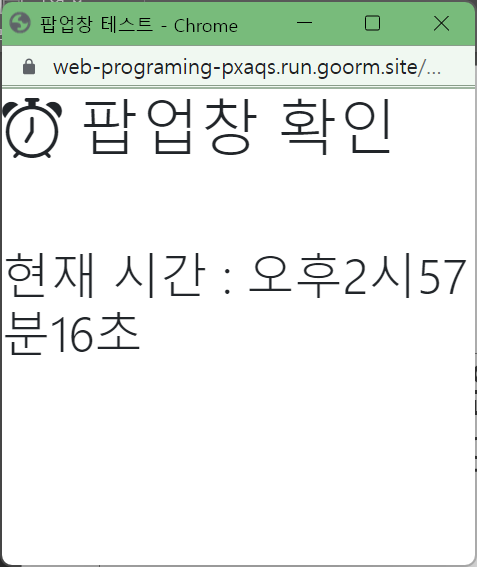 팝업창 테스트 - Chrome
web-programing-pxaqs.run.goorm.site/...
팝업창 확인
현재 시간 : 오후2시57
분16초